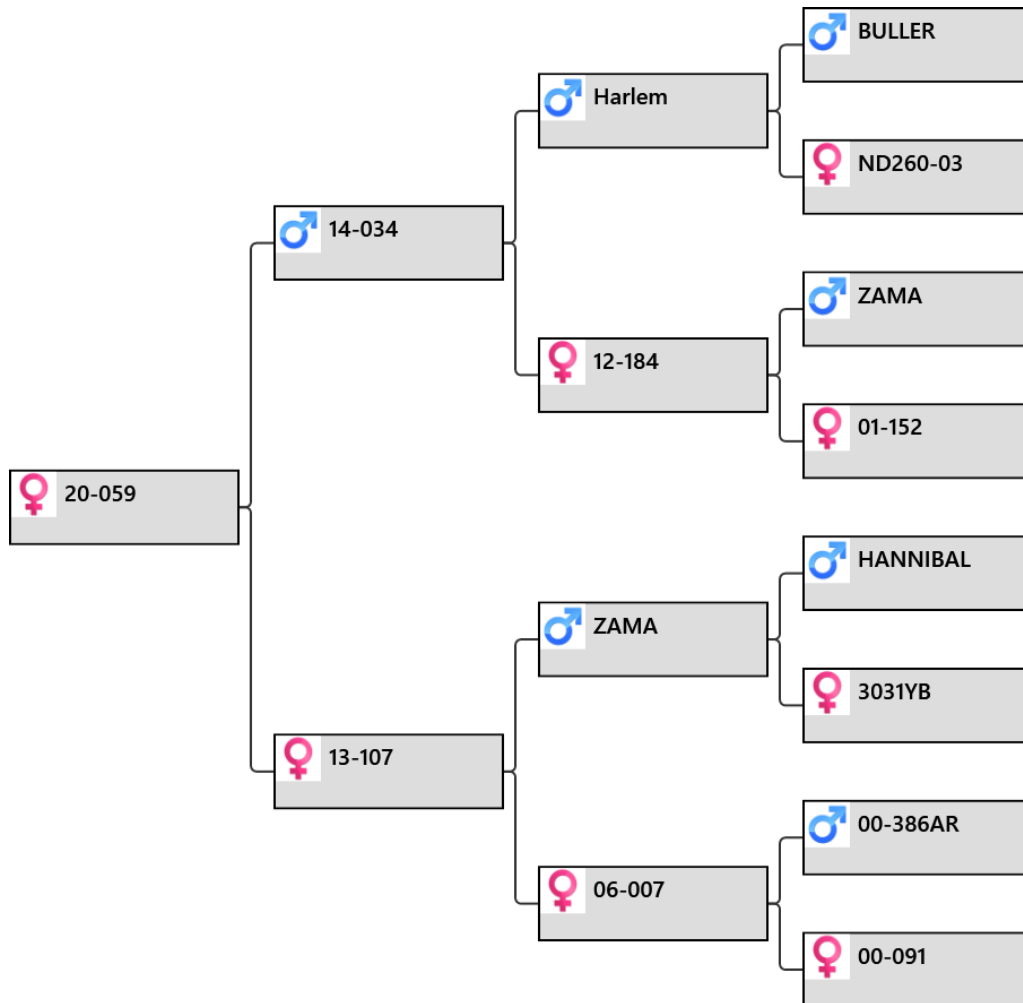 BULLER
Harlem
ND260-03
14-034
ZAMA
12-184
01-152
20-059
HANNIBAL
ZAMA
3031YB
13-107
00-386AR
06-007
00-091